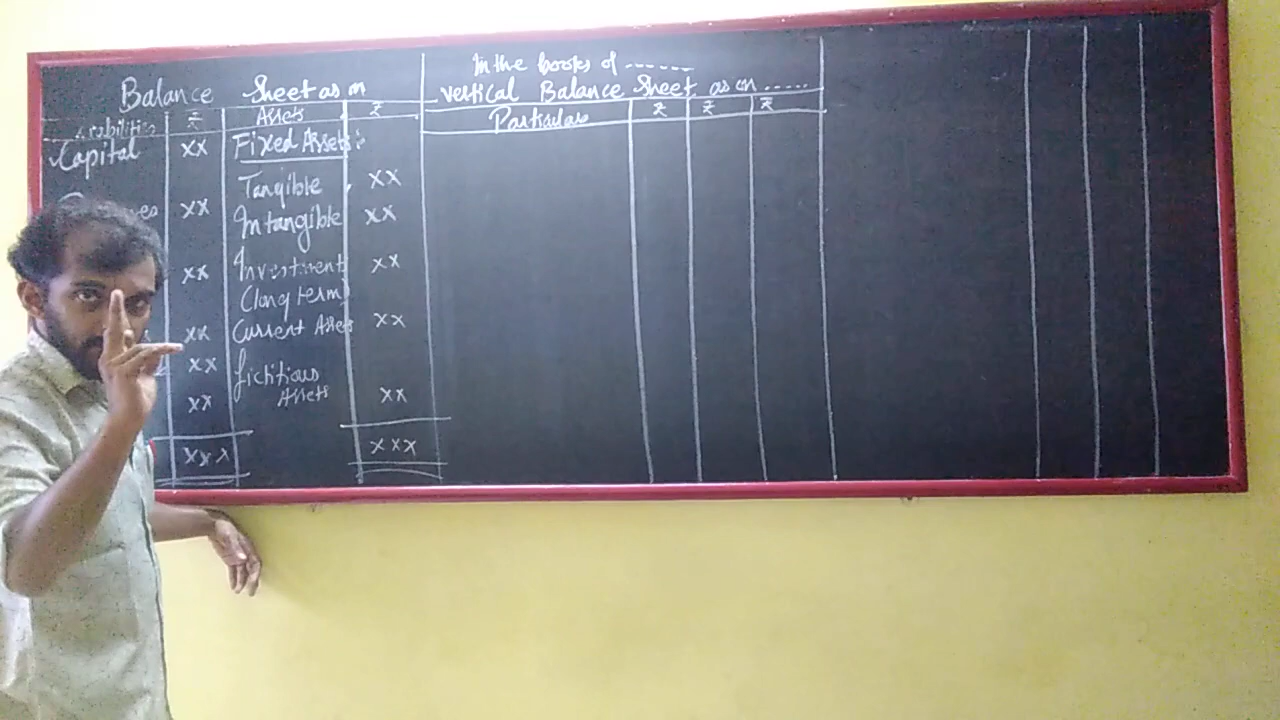 Balance Sheet as on
Liabilities ₹ Assets ₹
Capital xx Fixed Assets:
Tangible xx
xx Intangible xx
xx Investment xx
(long term)
xx Current Assets xx
xx fictitious
xx Assets xx
xxx xxx
In the books of ......
vertical Balance Sheet as on .....
Particulars ₹ ₹ ₹